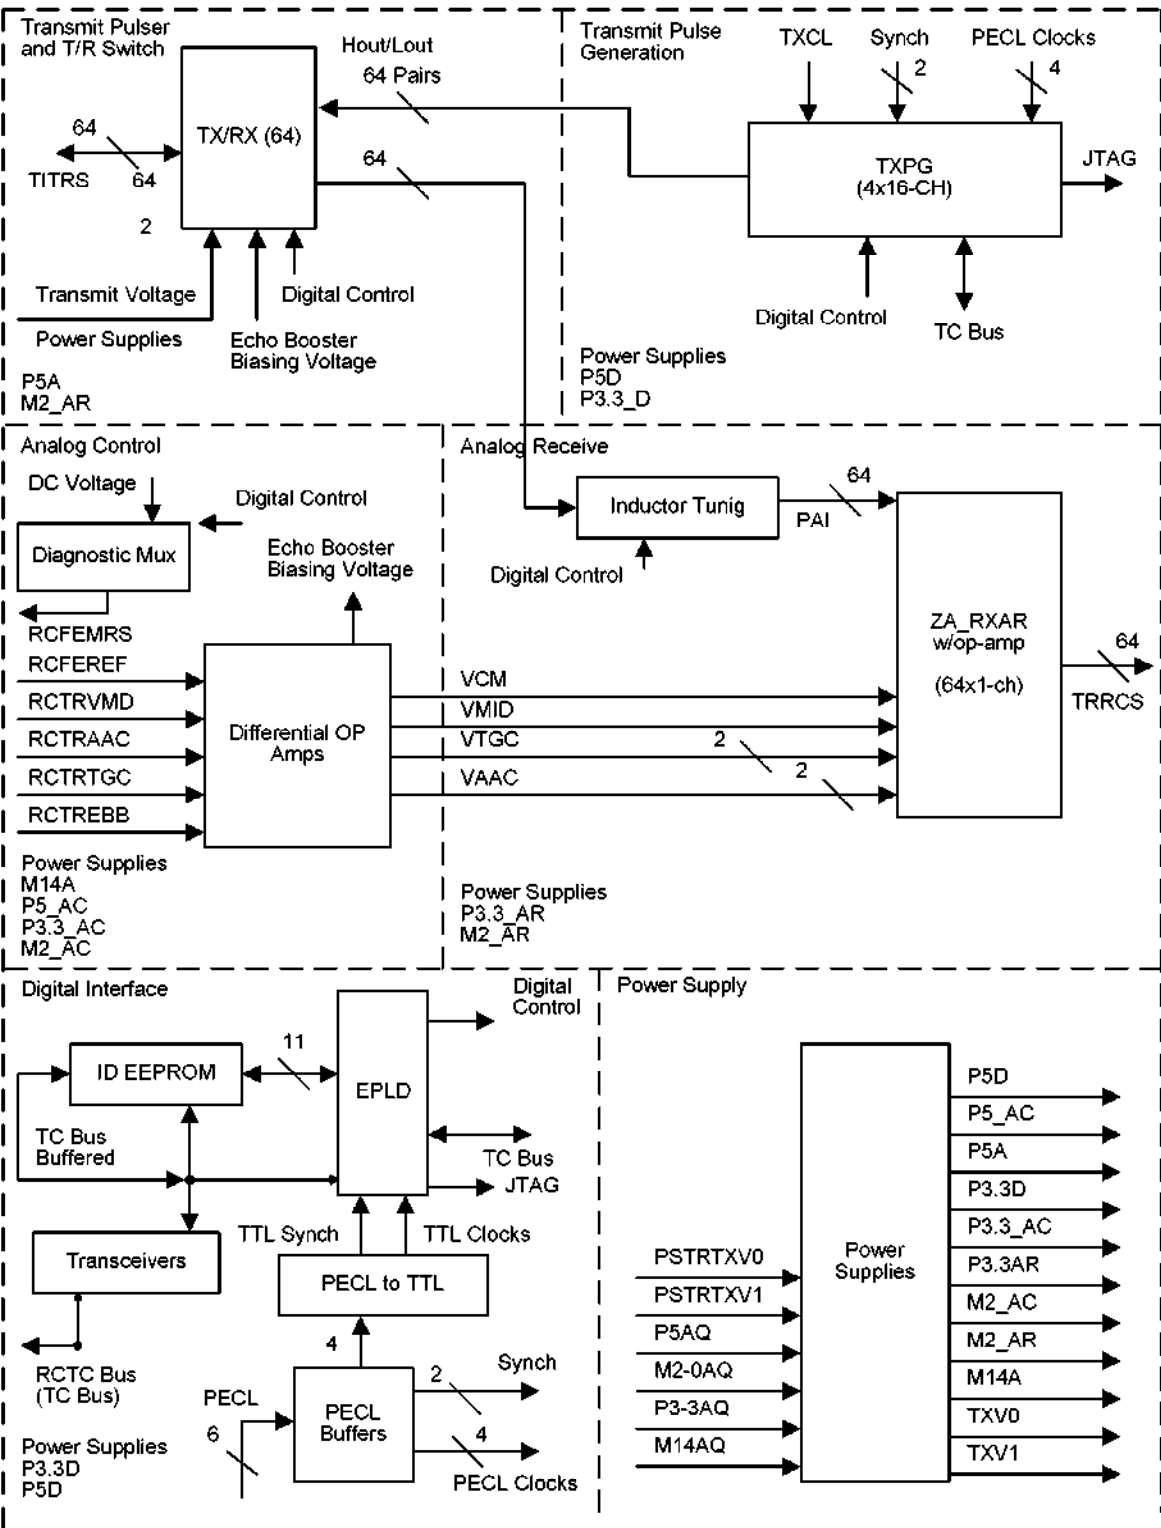 Transmit Pulser
and T/R Switch
Hout/Lout
64 Pairs
TX/RX (64)
64
TITRS
64
64
2
Transmit Voltage
Digital Control
Power Supplies
Echo Booster
Biasing Voltage
P5A
M2_AR
Transmit Pulse
Generation
TXCL
Synch
PECL Clocks
2
4
TXPG
(4x16-CH)
JTAG
Digital Control
TC Bus
Power Supplies
P5D
P3.3_D
Analog Control
DC Voltage
Digital Control
Diagnostic Mux
Echo Booster
Biasing Voltage
RCFEMRS
RCFEREF
RCTRVMD
RCTRAAC
RCTRTGC
RCTREBB
Differential OP
Amps
Power Supplies
M14A
P5_AC
P3.3_AC
M2_AC
Analog Receive
Inductor Tunig
64
PAI
Digital Control
ZA_RXAR
w/op-amp
(64x1-ch)
64
TRRCS
VCM
VMID
VTGC
2
VAAC
2
Power Supplies
P3.3_AR
M2_AR
Digital Interface
Digital
Control
11
ID EEPROM
EPLD
TC Bus
Buffered
TC Bus
JTAG
TTL Synch
TTL Clocks
Transceivers
PECL to TTL
4
RCTC Bus
(TC Bus)
PECL
6
PECL
Buffers
2
Synch
4
PECL Clocks
Power Supplies
P3.3D
P5D
Power Supply
PSTRTXV0
PSTRTXV1
P5AQ
M2-0AQ
P3-3AQ
M14AQ
Power
Supplies
P5D
P5_AC
P5A
P3.3D
P3.3_AC
P3.3AR
M2_AC
M2_AR
M14A
TXV0
TXV1